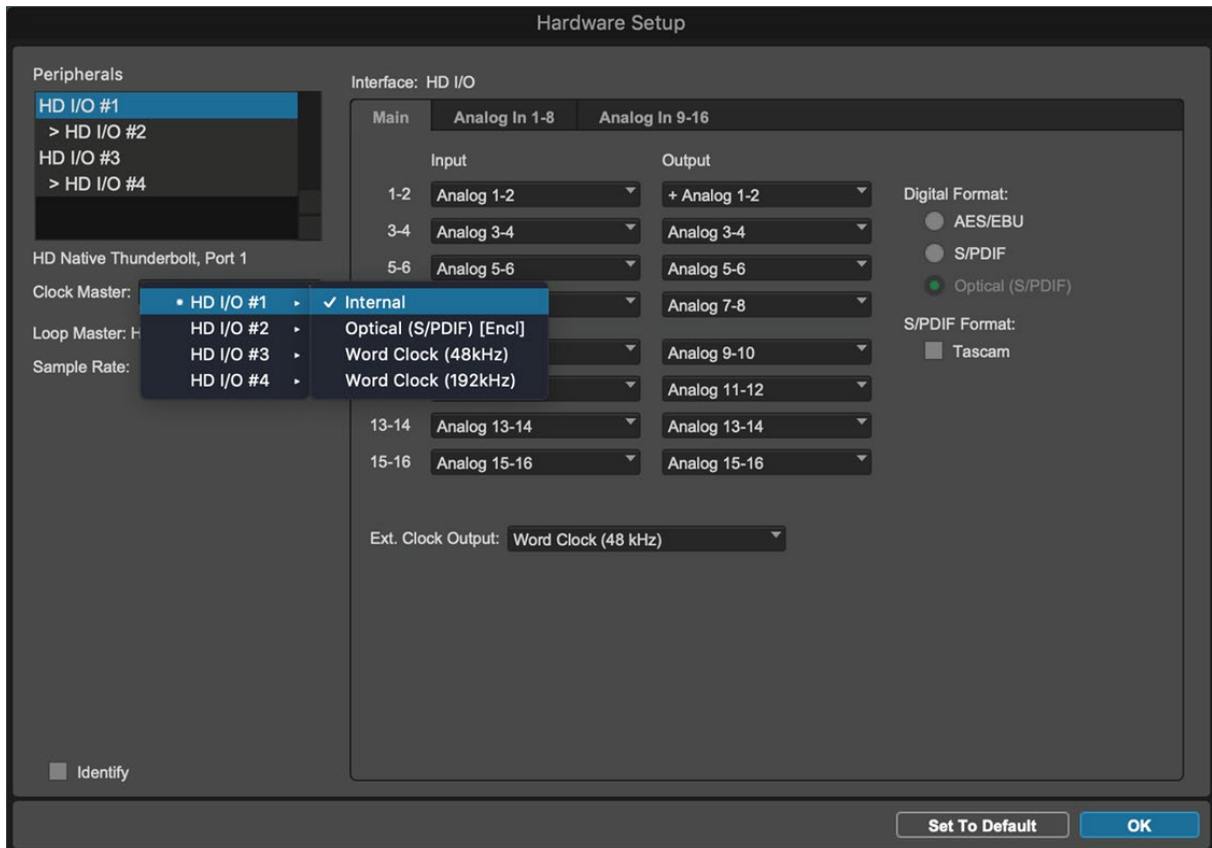 Hardware Setup
Peripherals
HD I/O #1
> HD I/O #2
HD I/O #3
> HD I/O #4
HD Native Thunderbolt, Port 1
Clock Master:
Loop Master: H
Sample Rate:
• HD I/O #1 ▸
HD I/O #2 ▸
HD I/O #3 ▸
HD I/O #4 ▸
✓ Internal
Optical (S/PDIF) [Encl]
Word Clock (48kHz)
Word Clock (192kHz)
Identify
Interface: HD I/O
Main Analog In 1-8 Analog In 9-16
Input Output
1-2 Analog 1-2 + Analog 1-2
3-4 Analog 3-4 Analog 3-4
5-6 Analog 5-6 Analog 5-6
Analog 7-8
Analog 9-10
Analog 11-12
13-14 Analog 13-14 Analog 13-14
15-16 Analog 15-16 Analog 15-16
Ext. Clock Output: Word Clock (48 kHz)
Digital Format:
AES/EBU
S/PDIF
Optical (S/PDIF)
S/PDIF Format:
Tascam
Set To Default OK